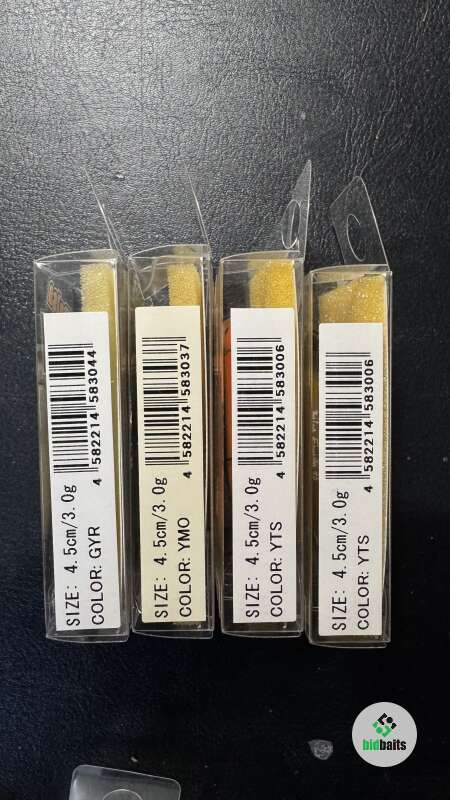 4 582214 583044
SIZE: 4.5cm/3.0g
COLOR: GYR
4 582214 583037
SIZE: 4.5cm/3.0g
COLOR: YMO
4 582214 583006
SIZE: 4.5cm/3.0g
COLOR: YTS
4 582214 583006
SIZE: 4.5cm/3.0g
COLOR: YTS
bidbaits